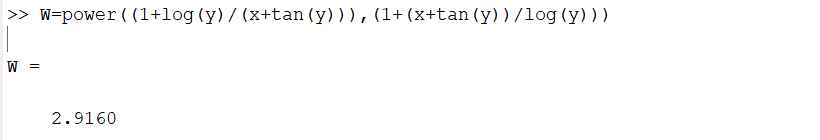 >> W=power((1+log(y)/(x+tan(y))),(1+(x+tan(y))/log(y)))
W =
2.9160